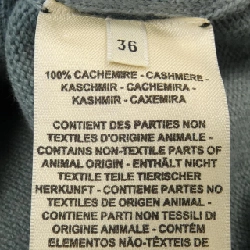 36
100% CACHEMIRE - CASHMERE -
KASCHMIR - CACHEMIRA -
KASMIR - CAXEMIRA
CONTIENT DES PARTIES NON
TEXTILES D'ORIGINE ANIMALE -
CONTAINS NON-TEXTILE PARTS OF
ANIMAL ORIGIN - ENTHÄLT NICHT
TEXTILE TEILE TIERISCHER
HERKUNFT - CONTIENE PARTES NO
TEXTILES DE ORIGEN ANIMAL -
CONTIENE PARTI NON TESSILI DI
ORIGINE ANIMALE - CONTÉM
ELEMENTOS NÃO-TÊXTEIS DE